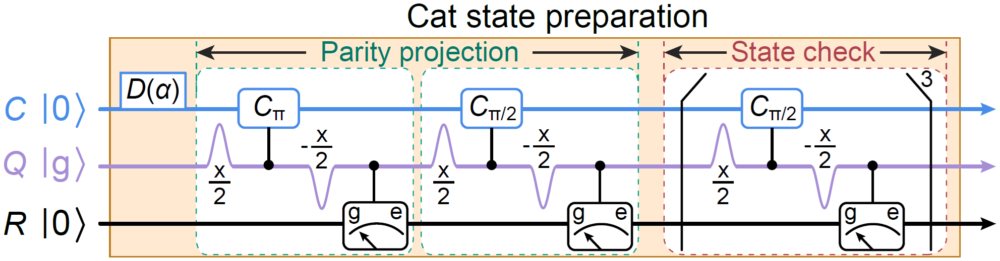 Cat state preparation
Parity projection
State check
D(α)
3
C |0⟩
Cπ
Cπ/2
Cπ/2
Q |g⟩
x/2
-x/2
x/2
-x/2
x/2
-x/2
R |0⟩
g e
g e
g e